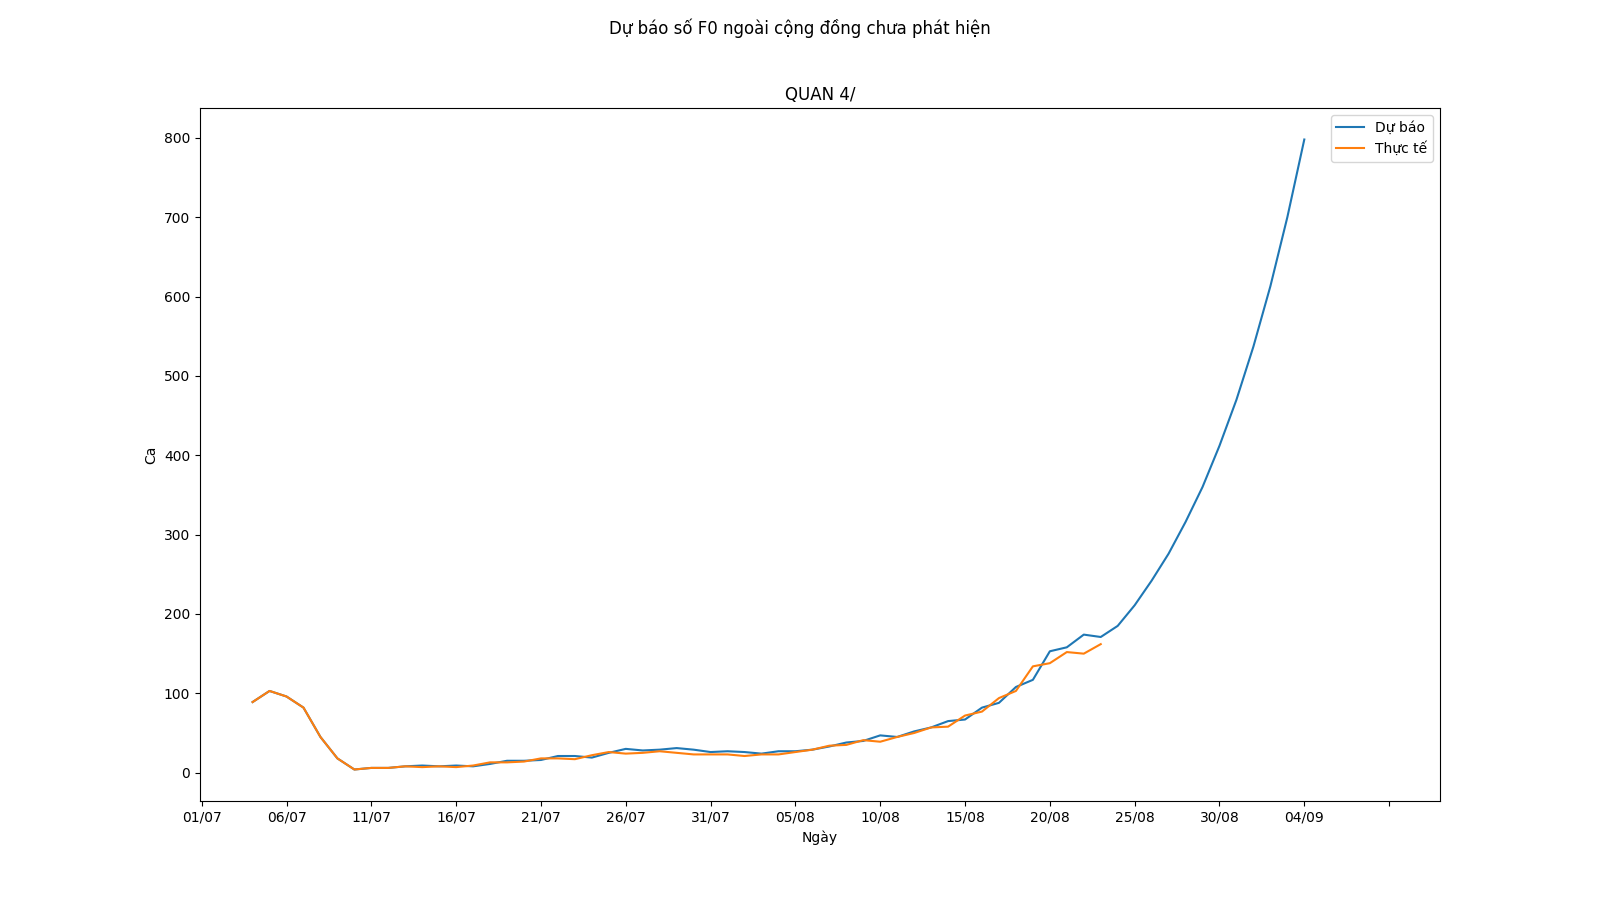 Dự báo số F0 ngoài cộng đồng chưa phát hiện
QUAN 4/
Dự báo
Thực tế
800
700
600
500
400
300
200
100
0
Ca
01/07 06/07 11/07 16/07 21/07 26/07 31/07 05/08 10/08 15/08 20/08 25/08 30/08 04/09
Ngày